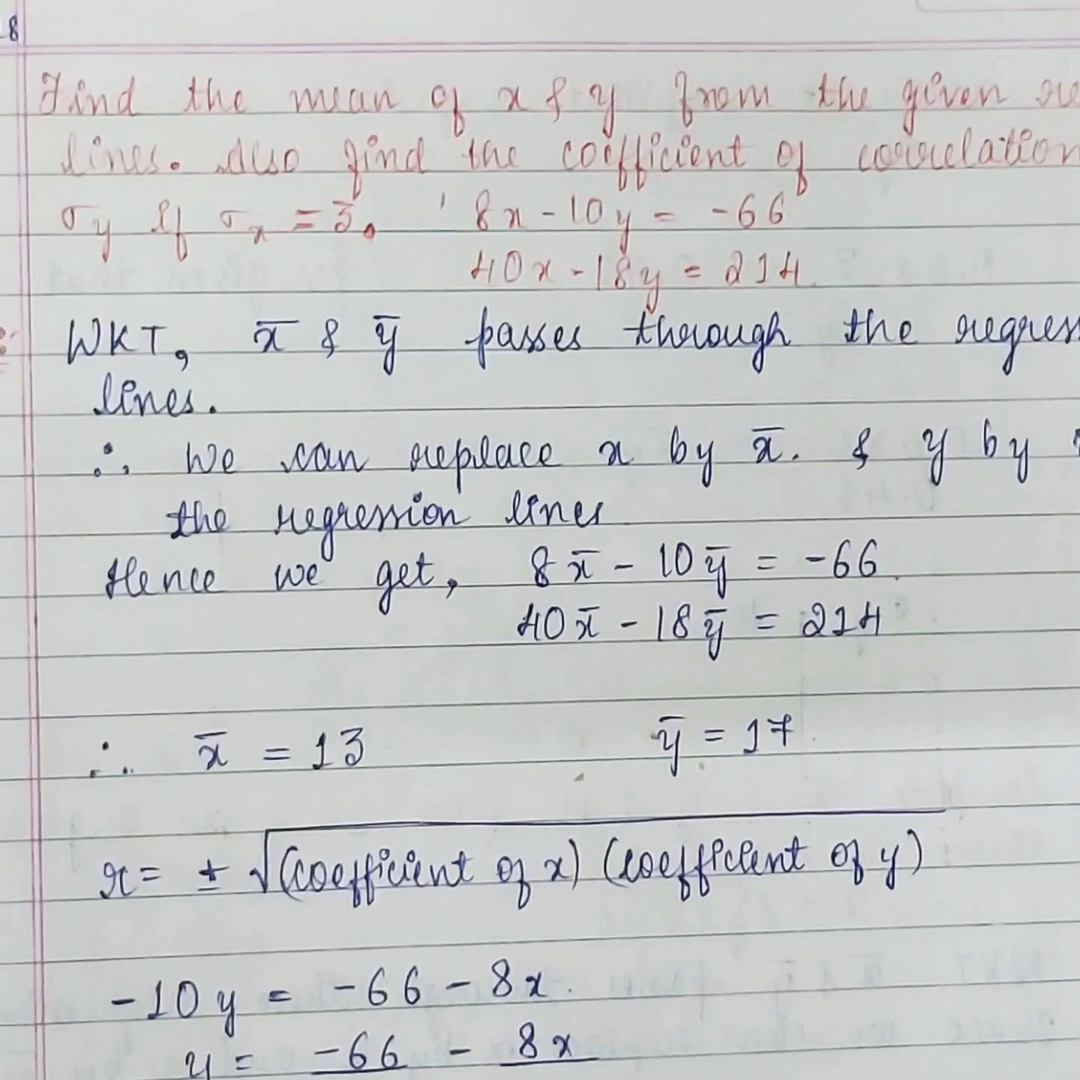 8
Find the mean of x & y from the given re
lines. Also find the coefficient of correlation
σy if σx = 3. 8x - 10y = -66
40x - 18y = 214
WKT, x̄ & ȳ passes through the regress
lines.
∴ We can replace x by x̄. & y by
the regression lines
Hence we get, 8x̄ - 10ȳ = -66
40x̄ - 18ȳ = 214
∴ x̄ = 13 ȳ = 17
r = ± √(coefficient of x) (coefficient of y)
-10y = -66 - 8x.
y = -66 - 8x